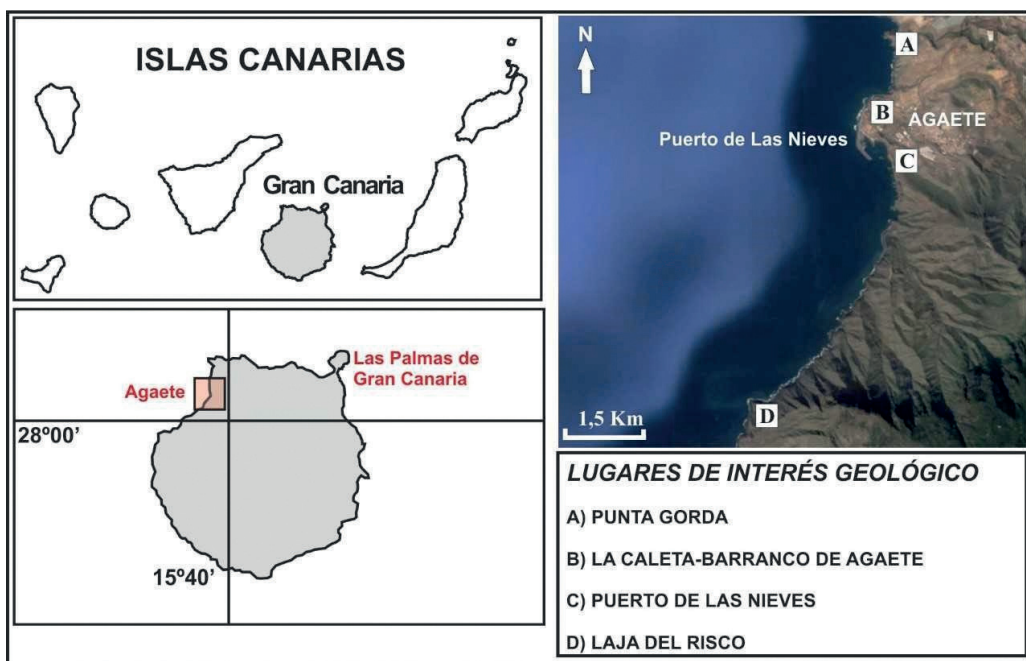 ISLAS CANARIAS
Gran Canaria
Las Palmas de
Gran Canaria
Agaete
28º00'
15º40'
N
A
B
ÁGAETE
Puerto de Las Nieves
C
D
1,5 Km
LUGARES DE INTERÉS GEOLÓGICO
A) PUNTA GORDA
B) LA CALETA-BARRANCO DE AGAETE
C) PUERTO DE LAS NIEVES
D) LAJA DEL RISCO